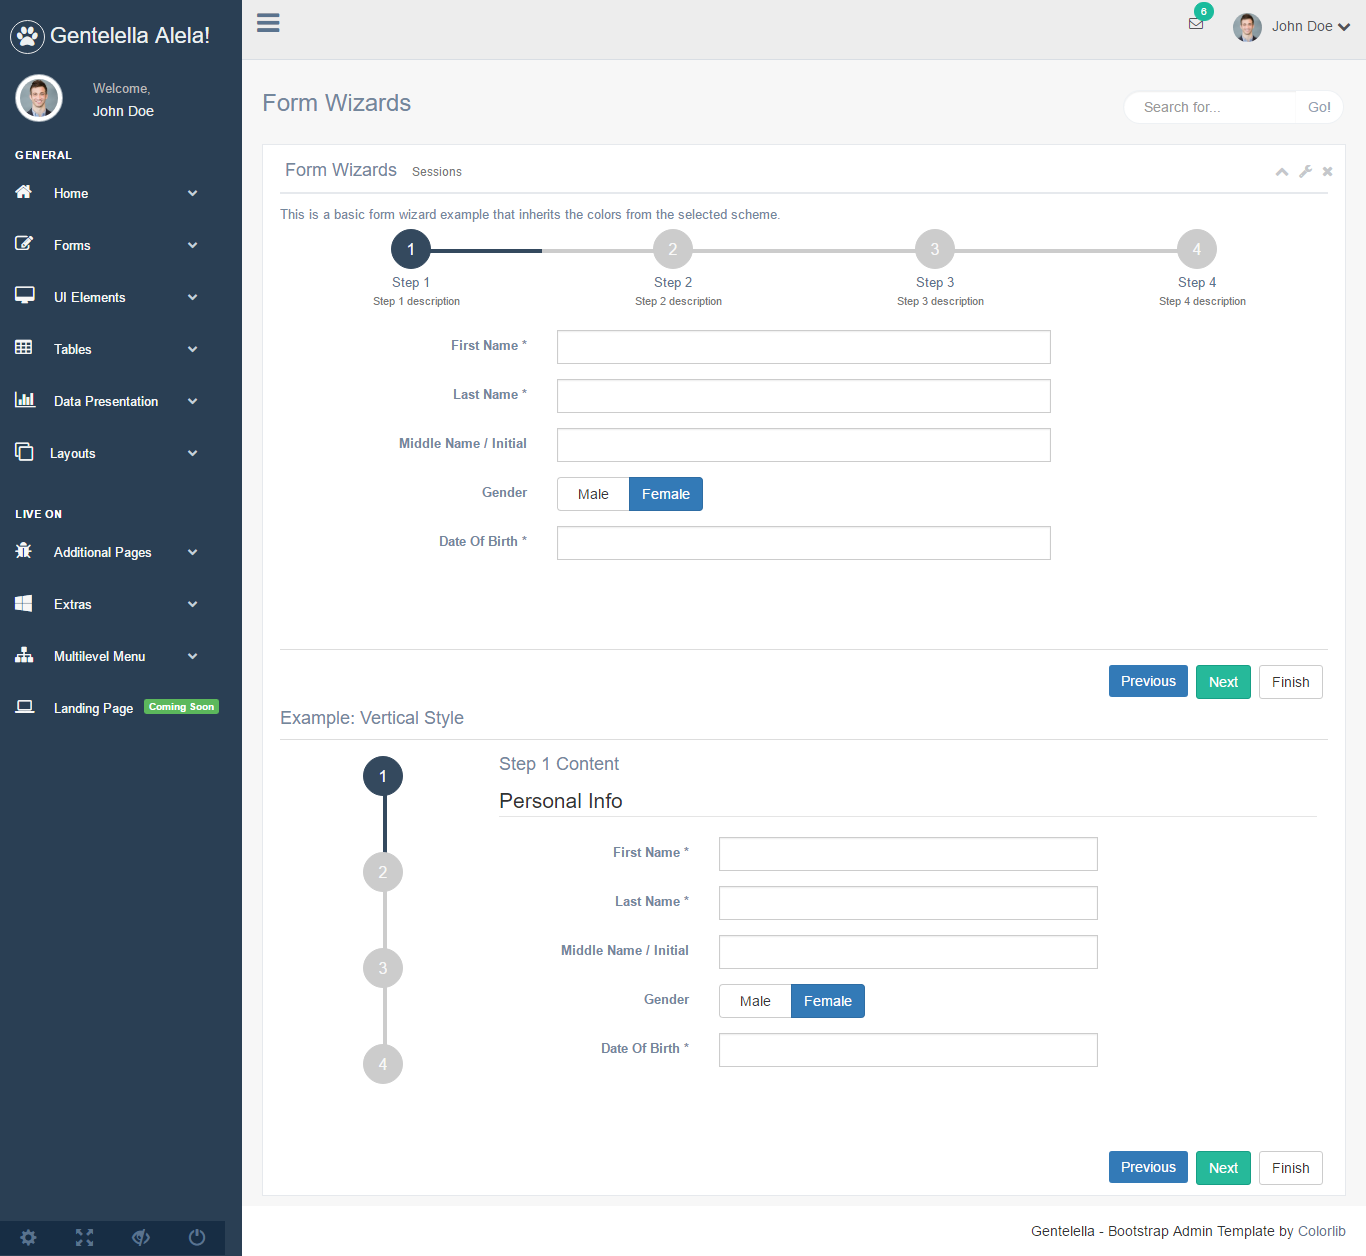 Gentelella Alela!
Welcome,
John Doe
GENERAL
Home
Forms
UI Elements
Tables
Data Presentation
Layouts
LIVE ON
Additional Pages
Extras
Multilevel Menu
Landing Page Coming Soon
6
John Doe
Form Wizards
Search for... Go!
Form Wizards Sessions
This is a basic form wizard example that inherits the colors from the selected scheme.
1 2 3 4
Step 1 Step 2 Step 3 Step 4
Step 1 description Step 2 description Step 3 description Step 4 description
First Name *
Last Name *
Middle Name / Initial
Gender Male Female
Date Of Birth *
Previous Next Finish
Example: Vertical Style
1
2
3
4
Step 1 Content
Personal Info
First Name *
Last Name *
Middle Name / Initial
Gender Male Female
Date Of Birth *
Previous Next Finish
Gentelella - Bootstrap Admin Template by Colorlib